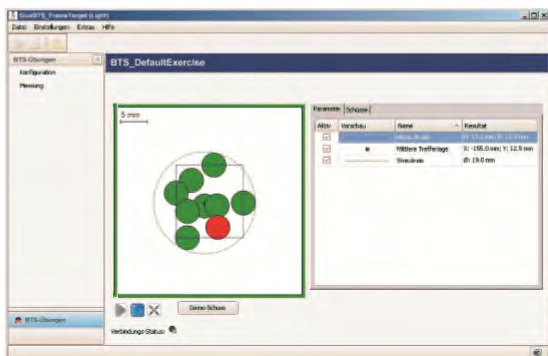 SiusBTS_FrameTarget (Light)
Datei Einstellungen Extras Hilfe
BTS-Übungen
Konfiguration
Messung
BTS_DefaultExercise
5 mm
Parameter Schüsse
Aktiv Vorschau Name Resultat
Mittlere Trefferlage X: -155.0 mm; Y: 12.5 mm
Streukreis Ø: 19.0 mm
Demo-Schuss
Verbindungs-Status:
BTS-Übungen